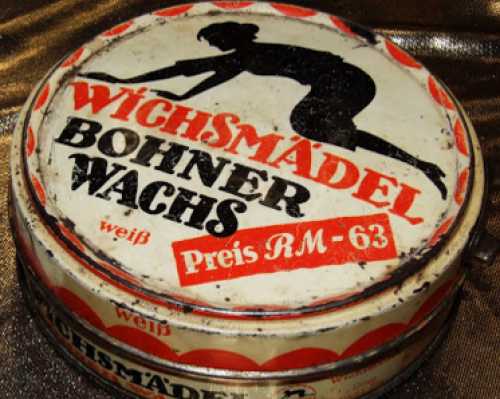 WICHSMÄDEL
BOHNER
WACHS
weiß
Preis RM -63
weiß
WICHSMÄDEL